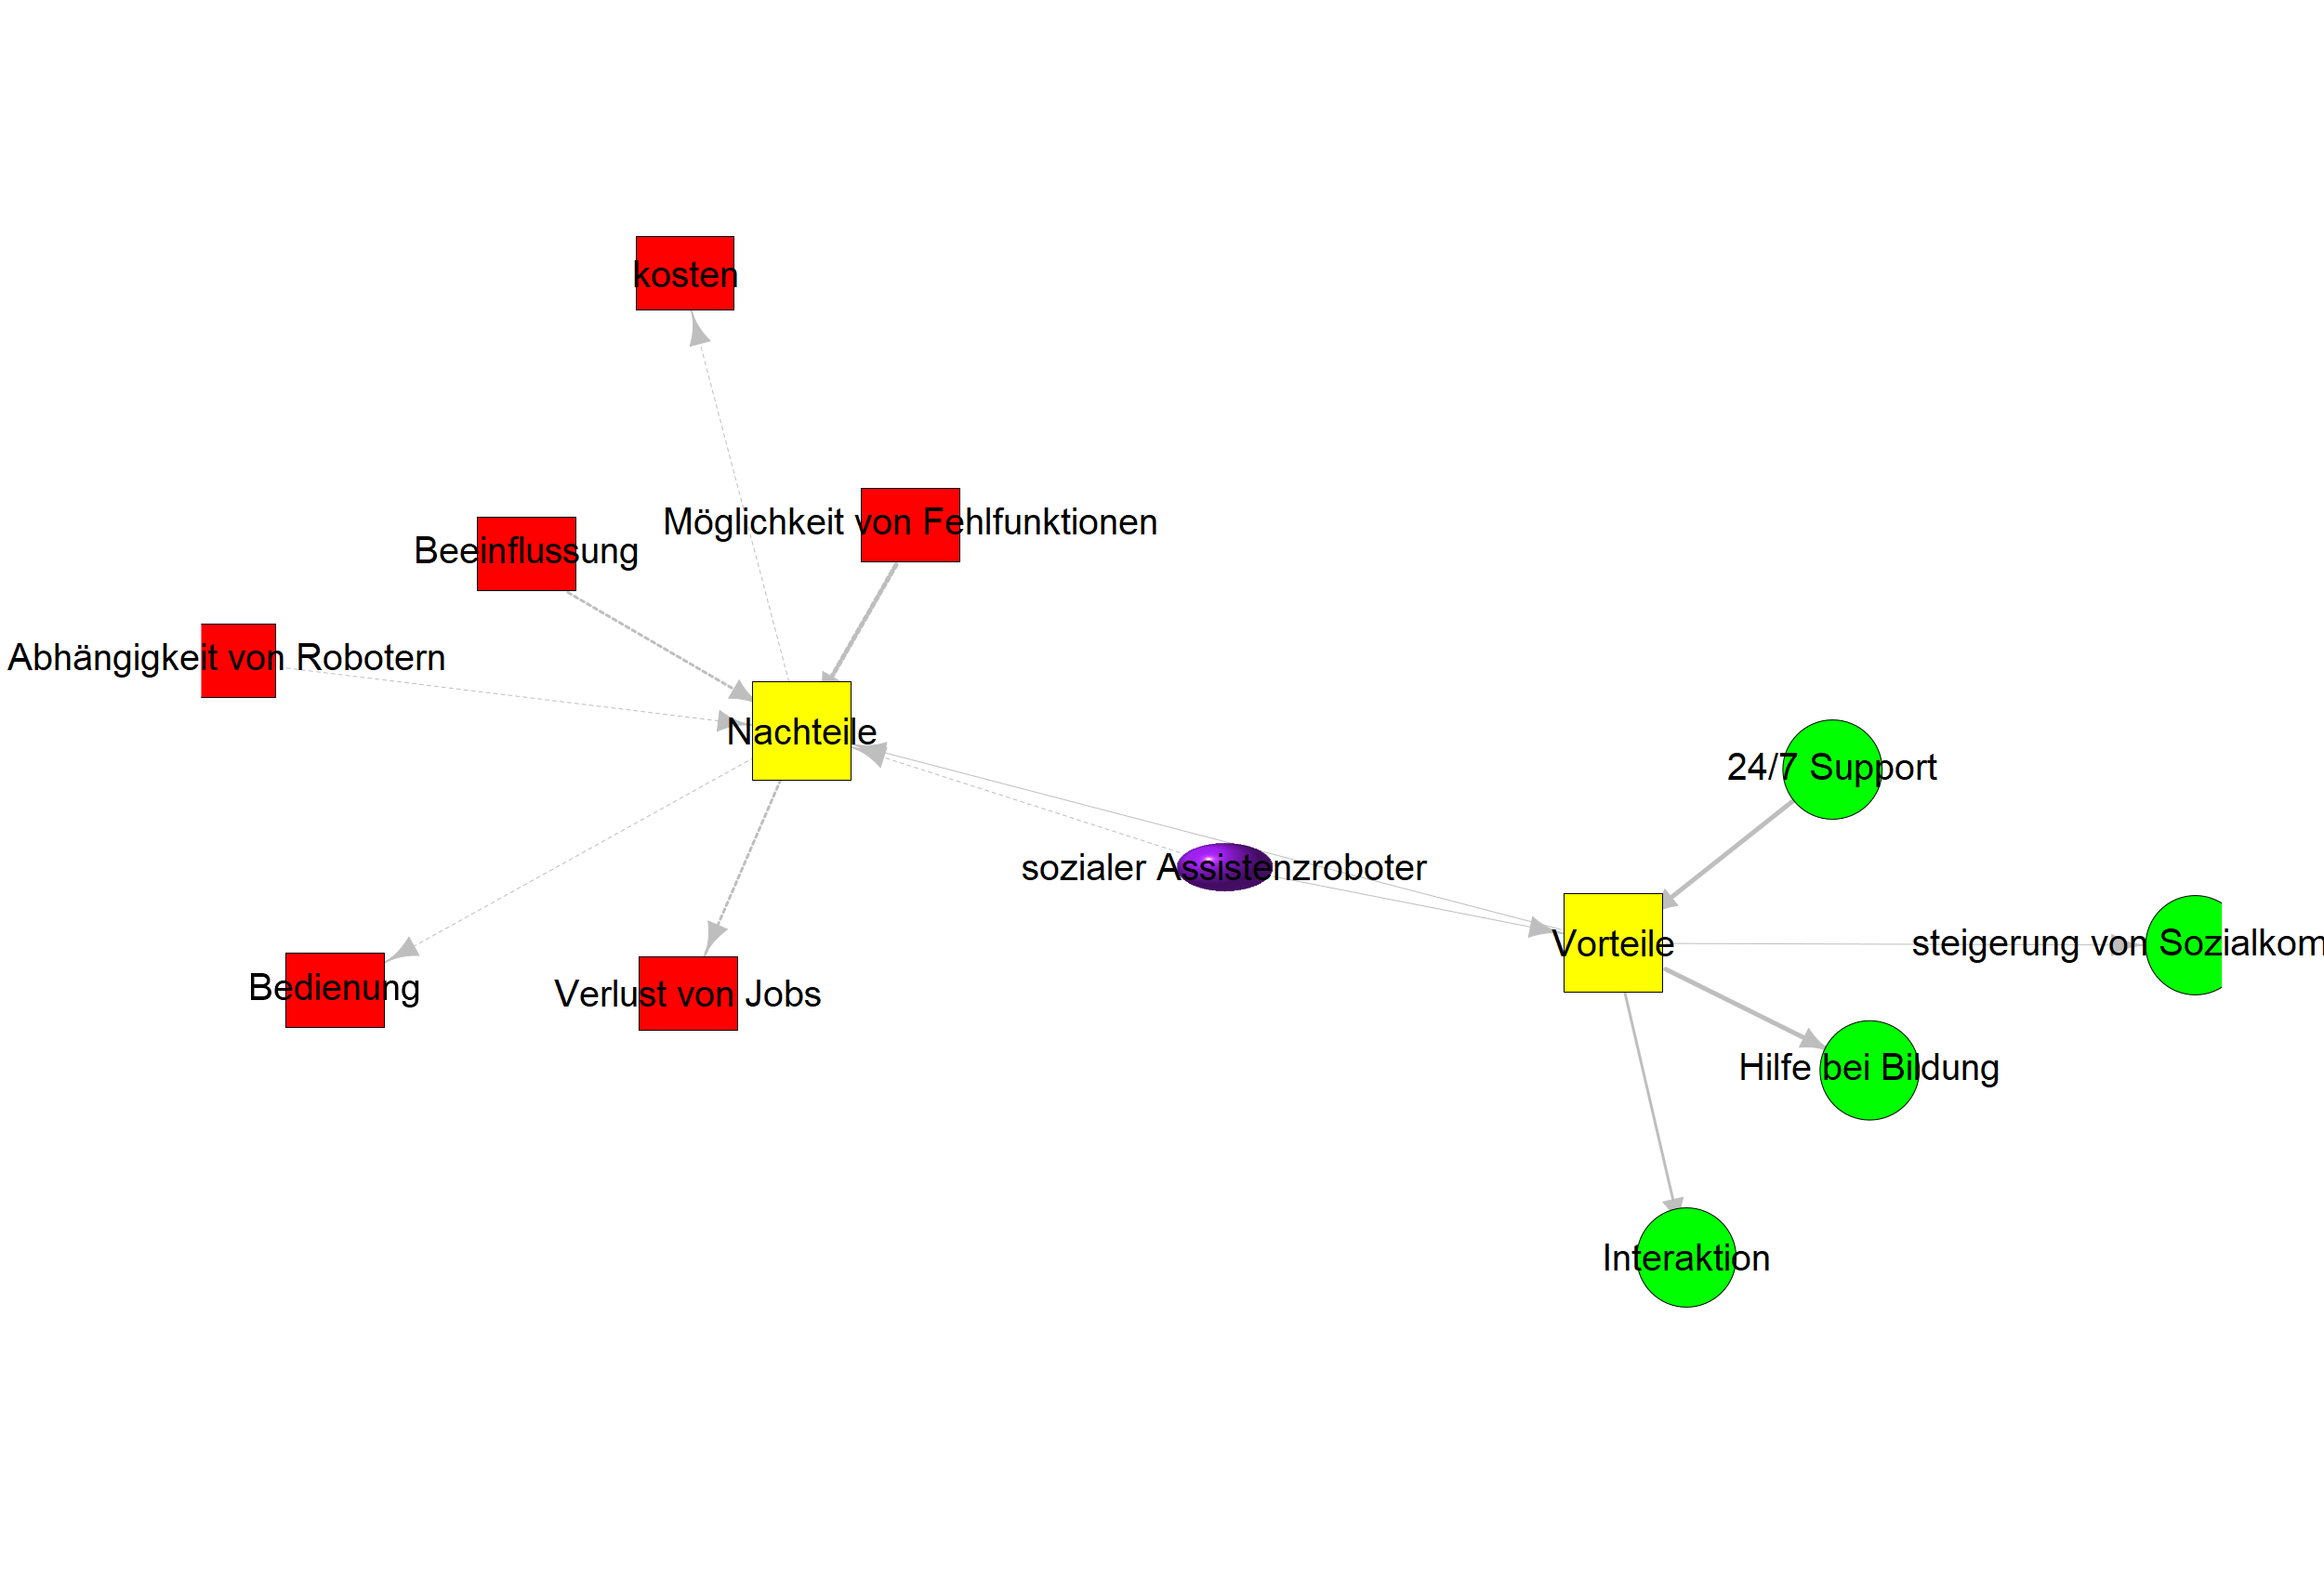 kosten
Möglichkeit von Fehlfunktionen
Beeinflussung
Abhängigkeit von Robotern
Nachteile
24/7 Support
sozialer Assistenzroboter
Vorteile
steigerung von Sozialkom
Bedienung
Verlust von Jobs
Hilfe bei Bildung
Interaktion